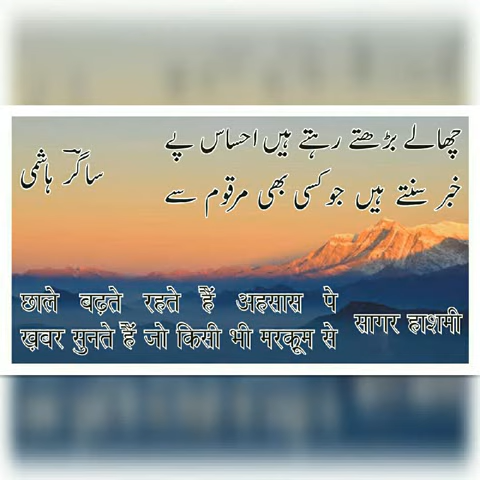 چھالے بڑھتے رہتے ہیں احساس پے
خبر سنتے ہیں جو کسی بھی مرقوم سے
ساگر ہاشمی
छाले बढ़ते रहते हैं अहसास पे
ख़बर सुनते हैं जो किसी भी मरकूम से
सागर हाशमी